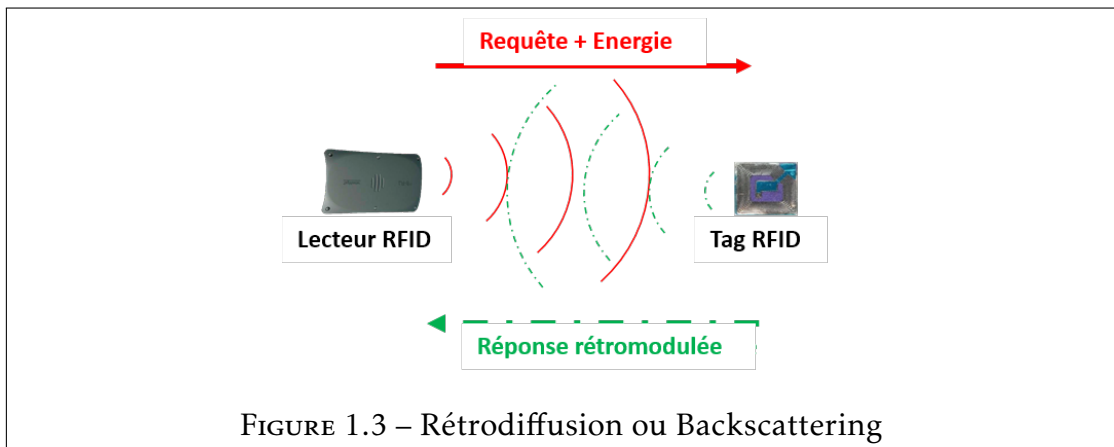 Requête + Energie
Lecteur RFID
Tag RFID
Réponse rétromodulée
FIGURE 1.3 – Rétrodiffusion ou Backscattering